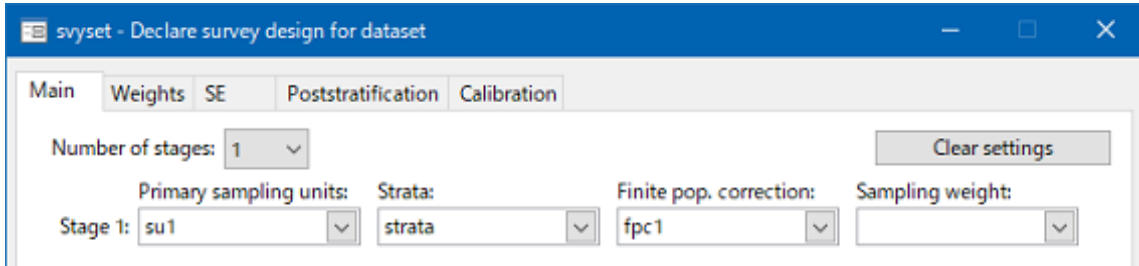 svyset - Declare survey design for dataset
Main Weights SE Poststratification Calibration
Number of stages: 1 Clear settings
Primary sampling units: Strata: Finite pop. correction: Sampling weight:
Stage 1: su1 strata fpc1